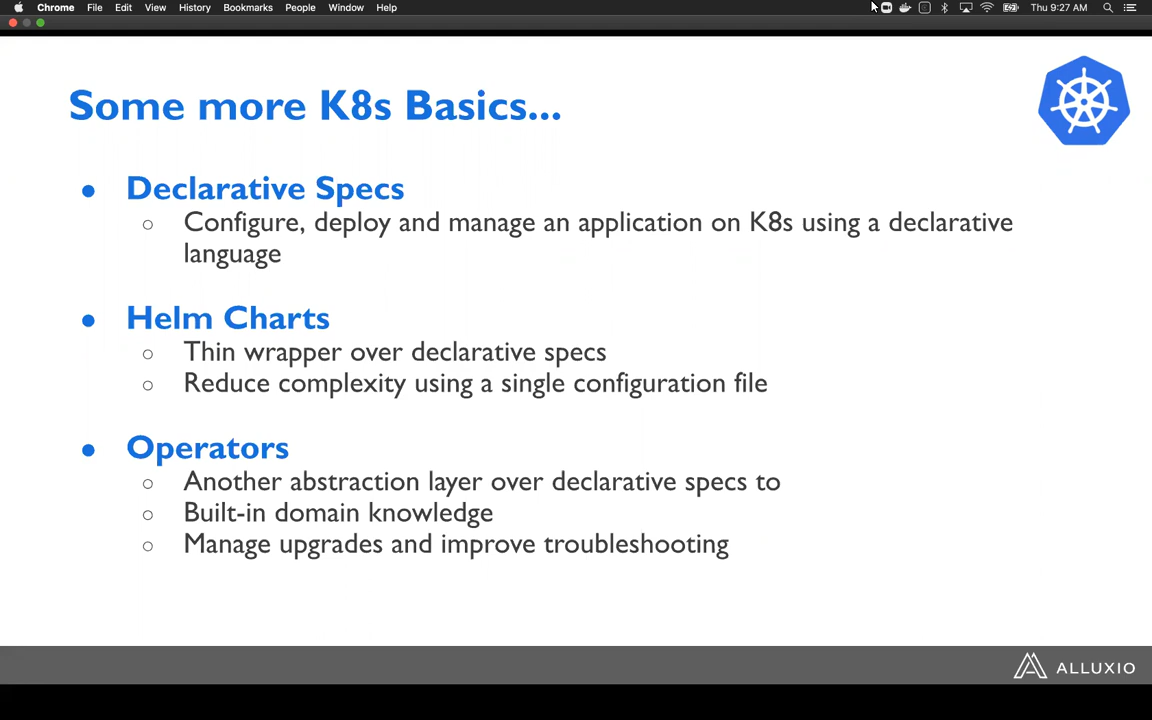 Chrome File Edit View History Bookmarks People Window Help Thu 9:27 AM
Some more K8s Basics...
● Declarative Specs
○ Configure, deploy and manage an application on K8s using a declarative
language
● Helm Charts
○ Thin wrapper over declarative specs
○ Reduce complexity using a single configuration file
● Operators
○ Another abstraction layer over declarative specs to
○ Built-in domain knowledge
○ Manage upgrades and improve troubleshooting
ALLUXIO